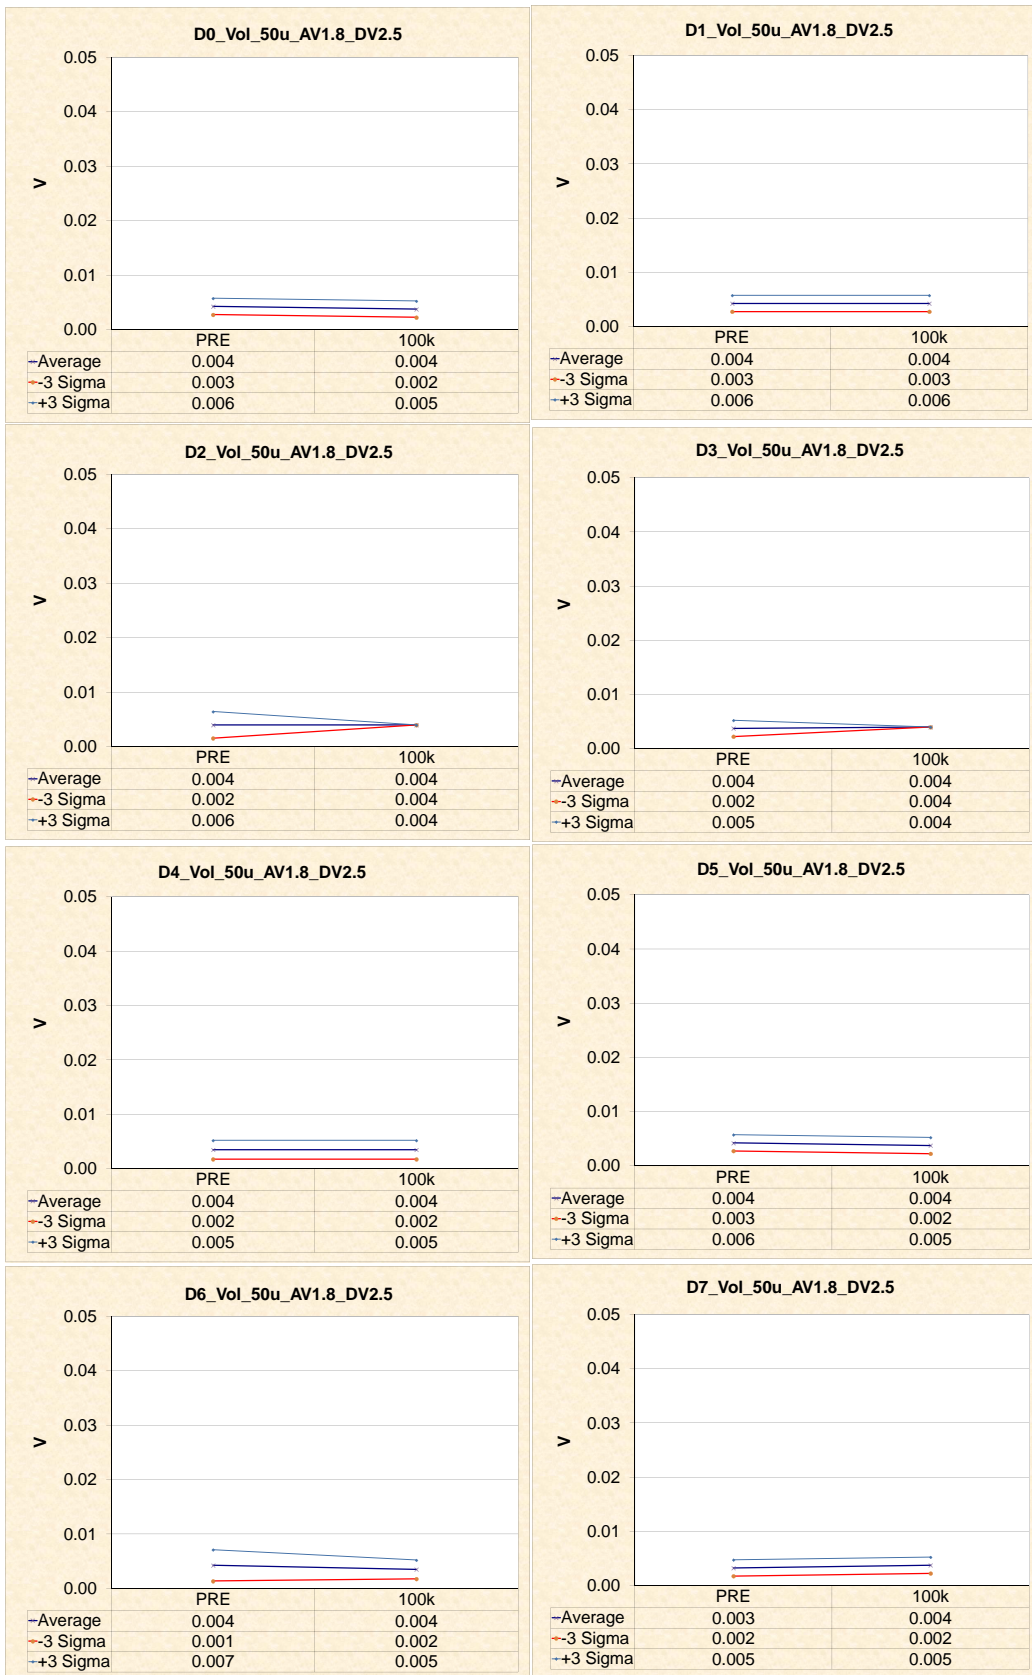 D0_Vol_50u_AV1.8_DV2.5
0.05
0.04
0.03
V
0.02
0.01
0.00
PRE 100k
Average 0.004 0.004
-3 Sigma 0.003 0.002
+3 Sigma 0.006 0.005
D1_Vol_50u_AV1.8_DV2.5
0.05
0.04
0.03
V
0.02
0.01
0.00
PRE 100k
Average 0.004 0.004
-3 Sigma 0.003 0.003
+3 Sigma 0.006 0.006
D2_Vol_50u_AV1.8_DV2.5
0.05
0.04
0.03
V
0.02
0.01
0.00
PRE 100k
Average 0.004 0.004
-3 Sigma 0.002 0.004
+3 Sigma 0.006 0.004
D3_Vol_50u_AV1.8_DV2.5
0.05
0.04
0.03
V
0.02
0.01
0.00
PRE 100k
Average 0.004 0.004
-3 Sigma 0.002 0.004
+3 Sigma 0.005 0.004
D4_Vol_50u_AV1.8_DV2.5
0.05
0.04
0.03
V
0.02
0.01
0.00
PRE 100k
Average 0.004 0.004
-3 Sigma 0.002 0.002
+3 Sigma 0.005 0.005
D5_Vol_50u_AV1.8_DV2.5
0.05
0.04
0.03
V
0.02
0.01
0.00
PRE 100k
Average 0.004 0.004
-3 Sigma 0.003 0.002
+3 Sigma 0.006 0.005
D6_Vol_50u_AV1.8_DV2.5
0.05
0.04
0.03
V
0.02
0.01
0.00
PRE 100k
Average 0.004 0.004
-3 Sigma 0.001 0.002
+3 Sigma 0.007 0.005
D7_Vol_50u_AV1.8_DV2.5
0.05
0.04
0.03
V
0.02
0.01
0.00
PRE 100k
Average 0.003 0.004
-3 Sigma 0.002 0.002
+3 Sigma 0.005 0.005